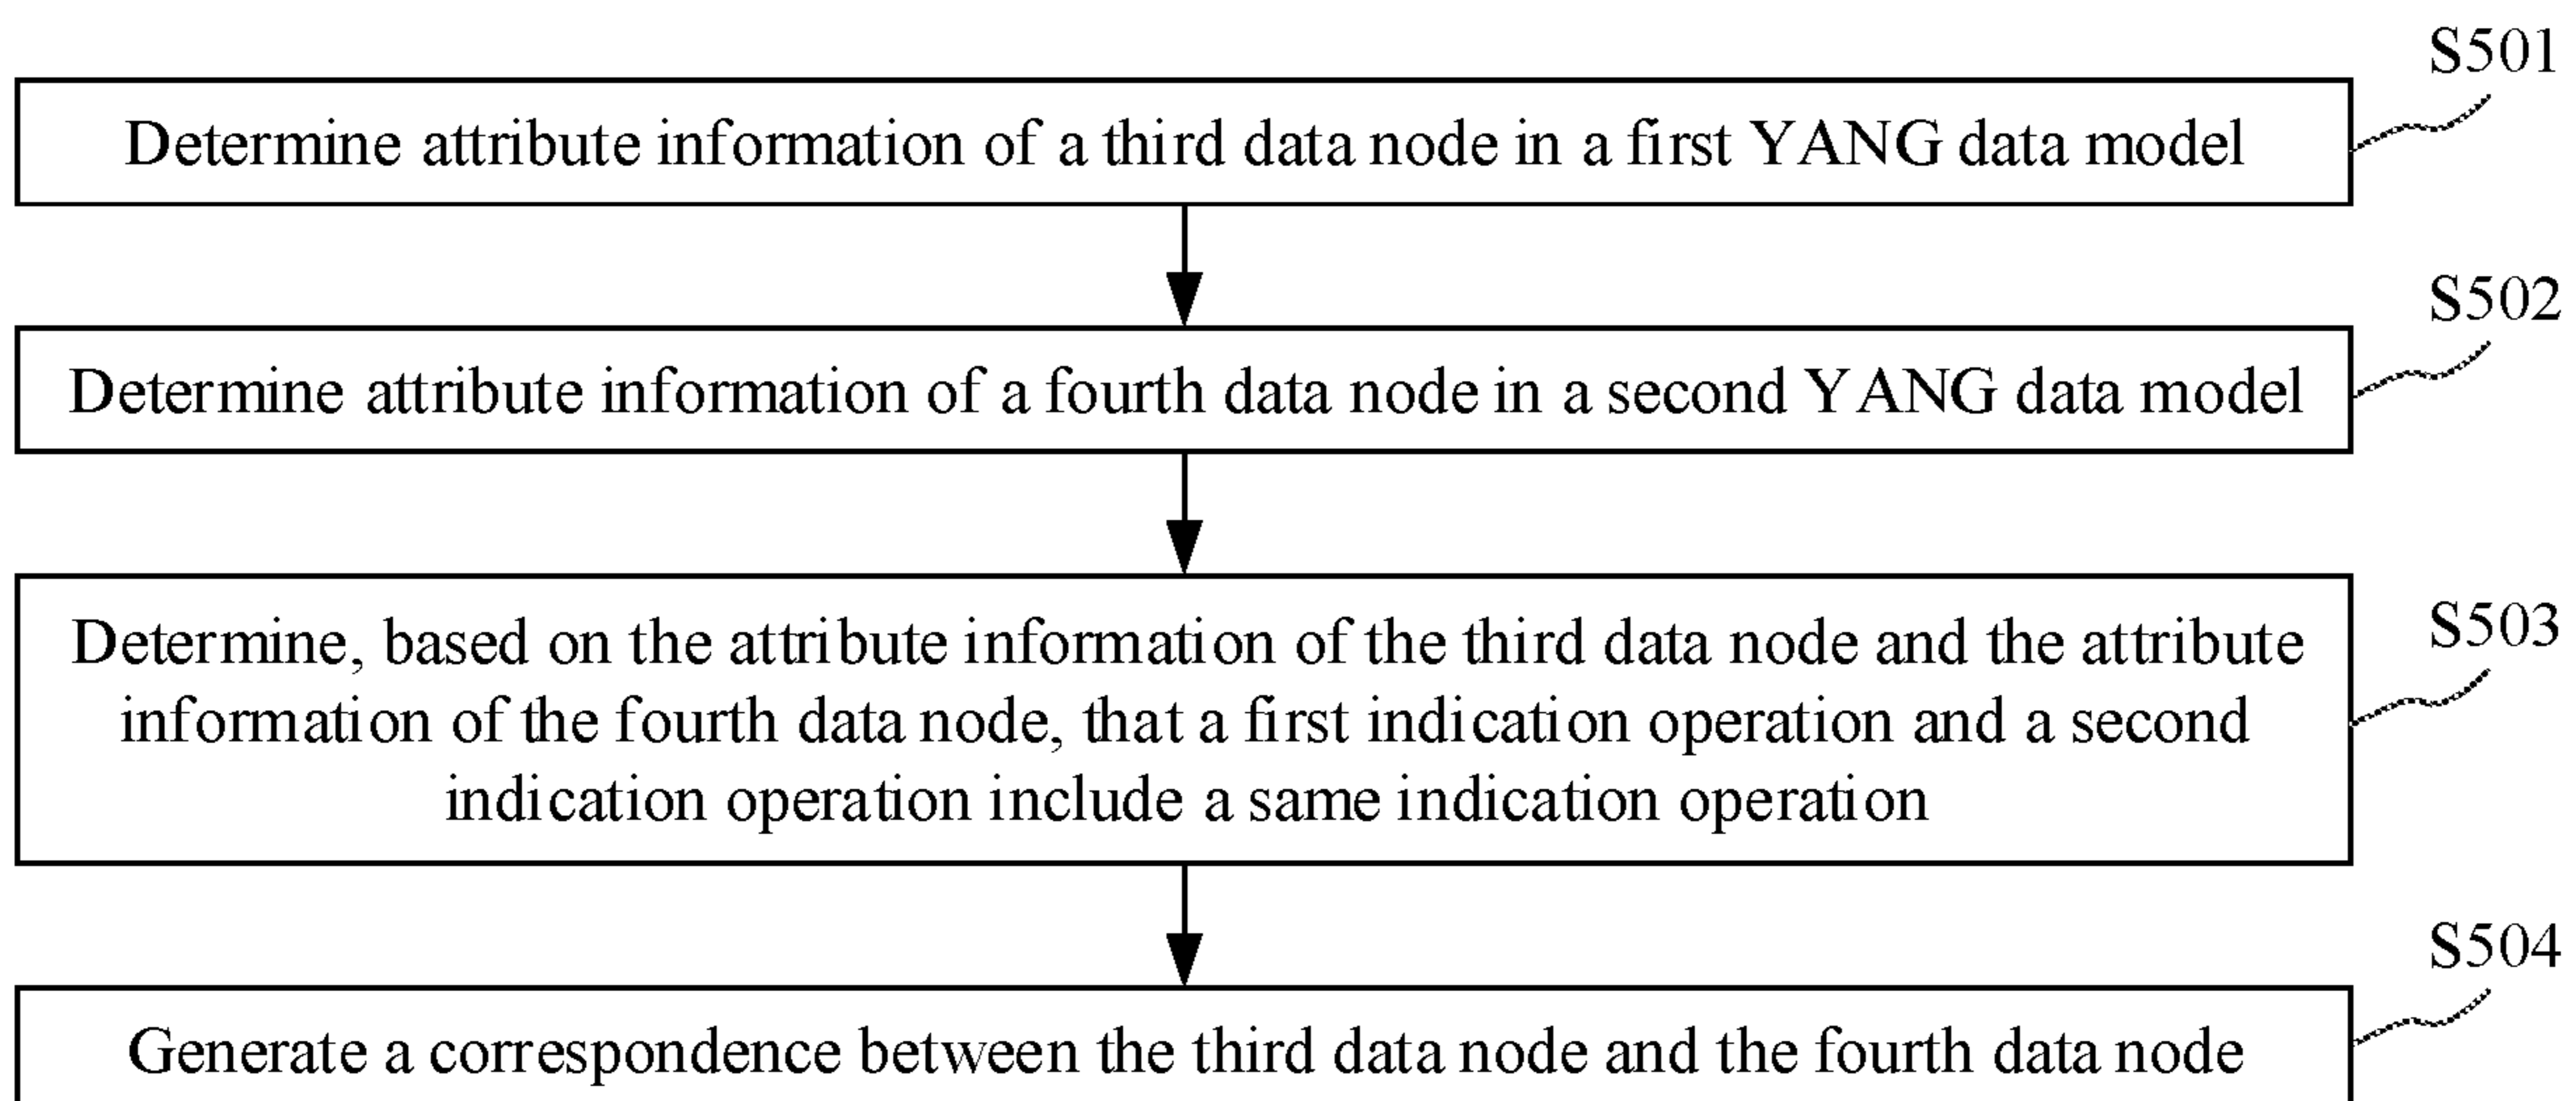 S501
Determine attribute information of a third data node in a first YANG data model
S502
Determine attribute information of a fourth data node in a second YANG data model
S503
Determine, based on the attribute information of the third data node and the attribute
information of the fourth data node, that a first indication operation and a second
indication operation include a same indication operation
S504
Generate a correspondence between the third data node and the fourth data node